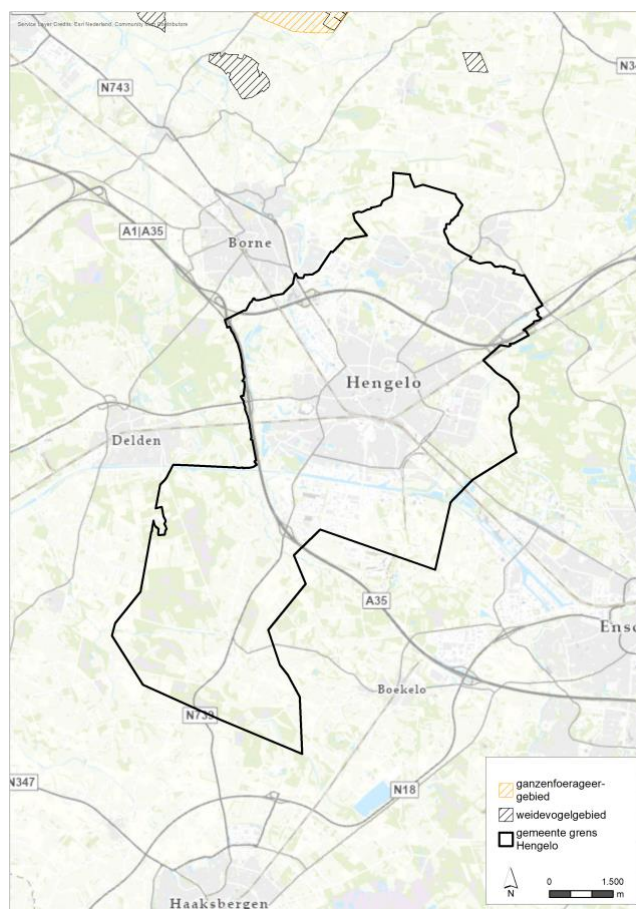 Service Layer Credits: Esri Nederland, Community Map Contributors
N743
N34
A1|A35
Borne
Hengelo
Delden
A35
Ensc
Boekelo
N739
N347
N18
Haaksbergen
ganzenfoerageer-
gebied
weidevogelgebied
gemeente grens
Hengelo
N
0 1.500
m